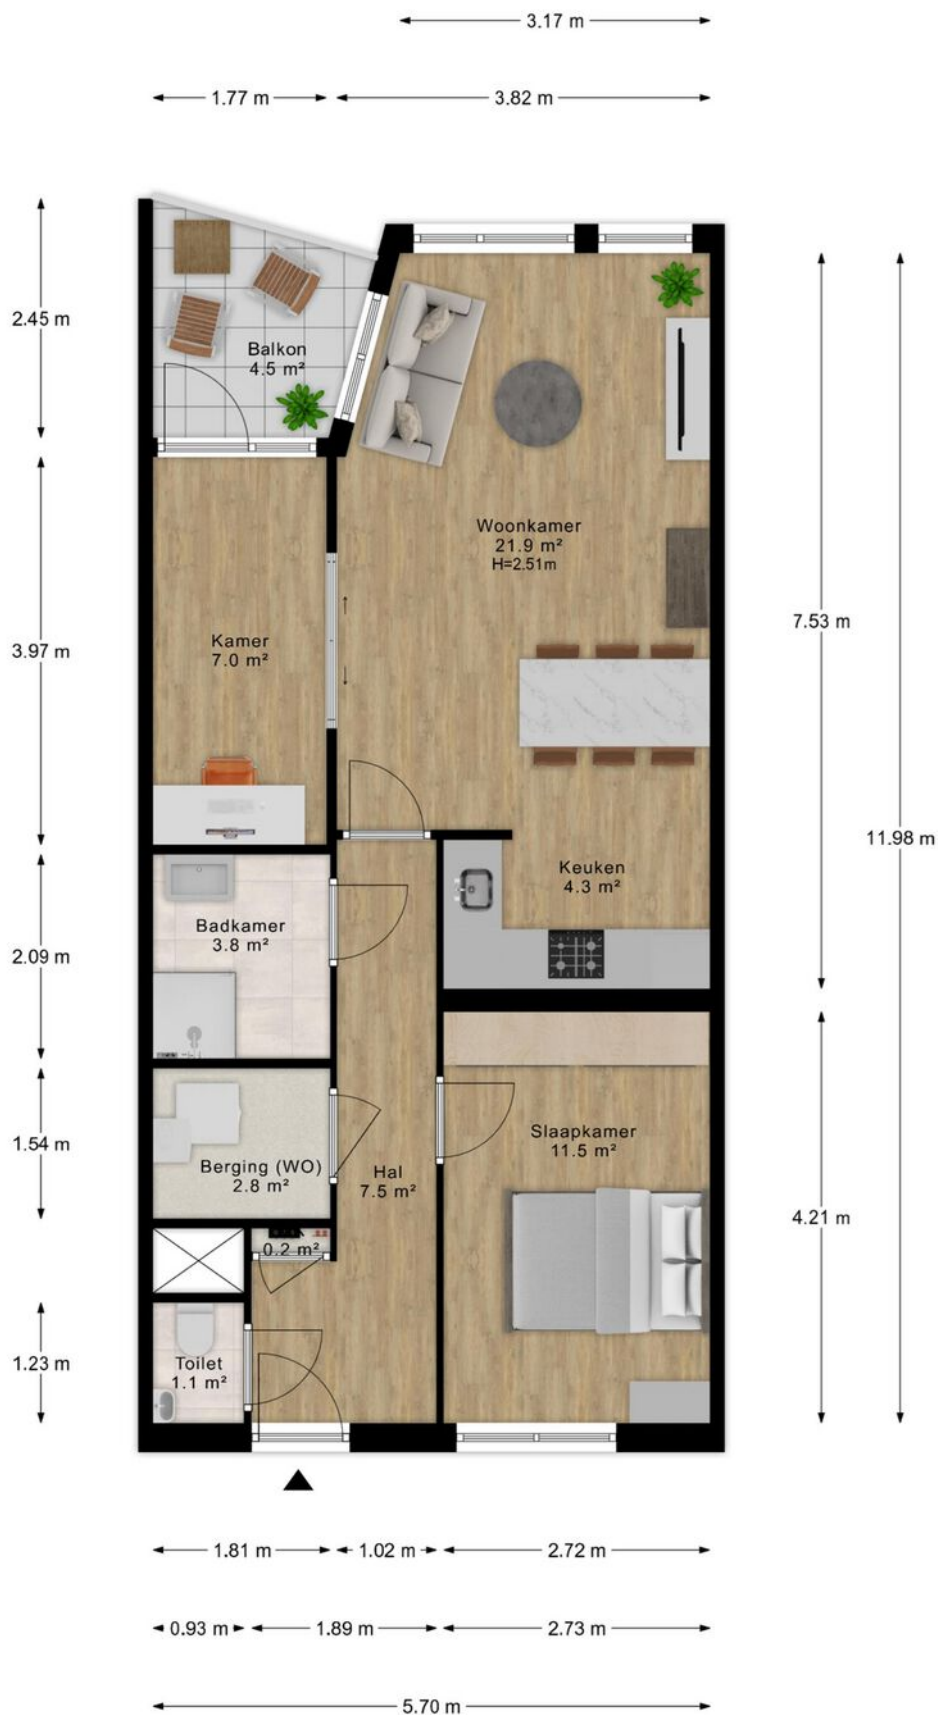 3.17 m
1.77 m
3.82 m
2.45 m
Balkon
4.5 m²
Woonkamer
21.9 m²
H=2.51m
7.53 m
Kamer
7.0 m²
3.97 m
11.98 m
Keuken
4.3 m²
Badkamer
3.8 m²
2.09 m
Slaapkamer
11.5 m²
1.54 m
Berging (WO)
2.8 m²
Hal
7.5 m²
4.21 m
0.2 m²
1.23 m
Toilet
1.1 m²
1.81 m
1.02 m
2.72 m
0.93 m
1.89 m
2.73 m
5.70 m